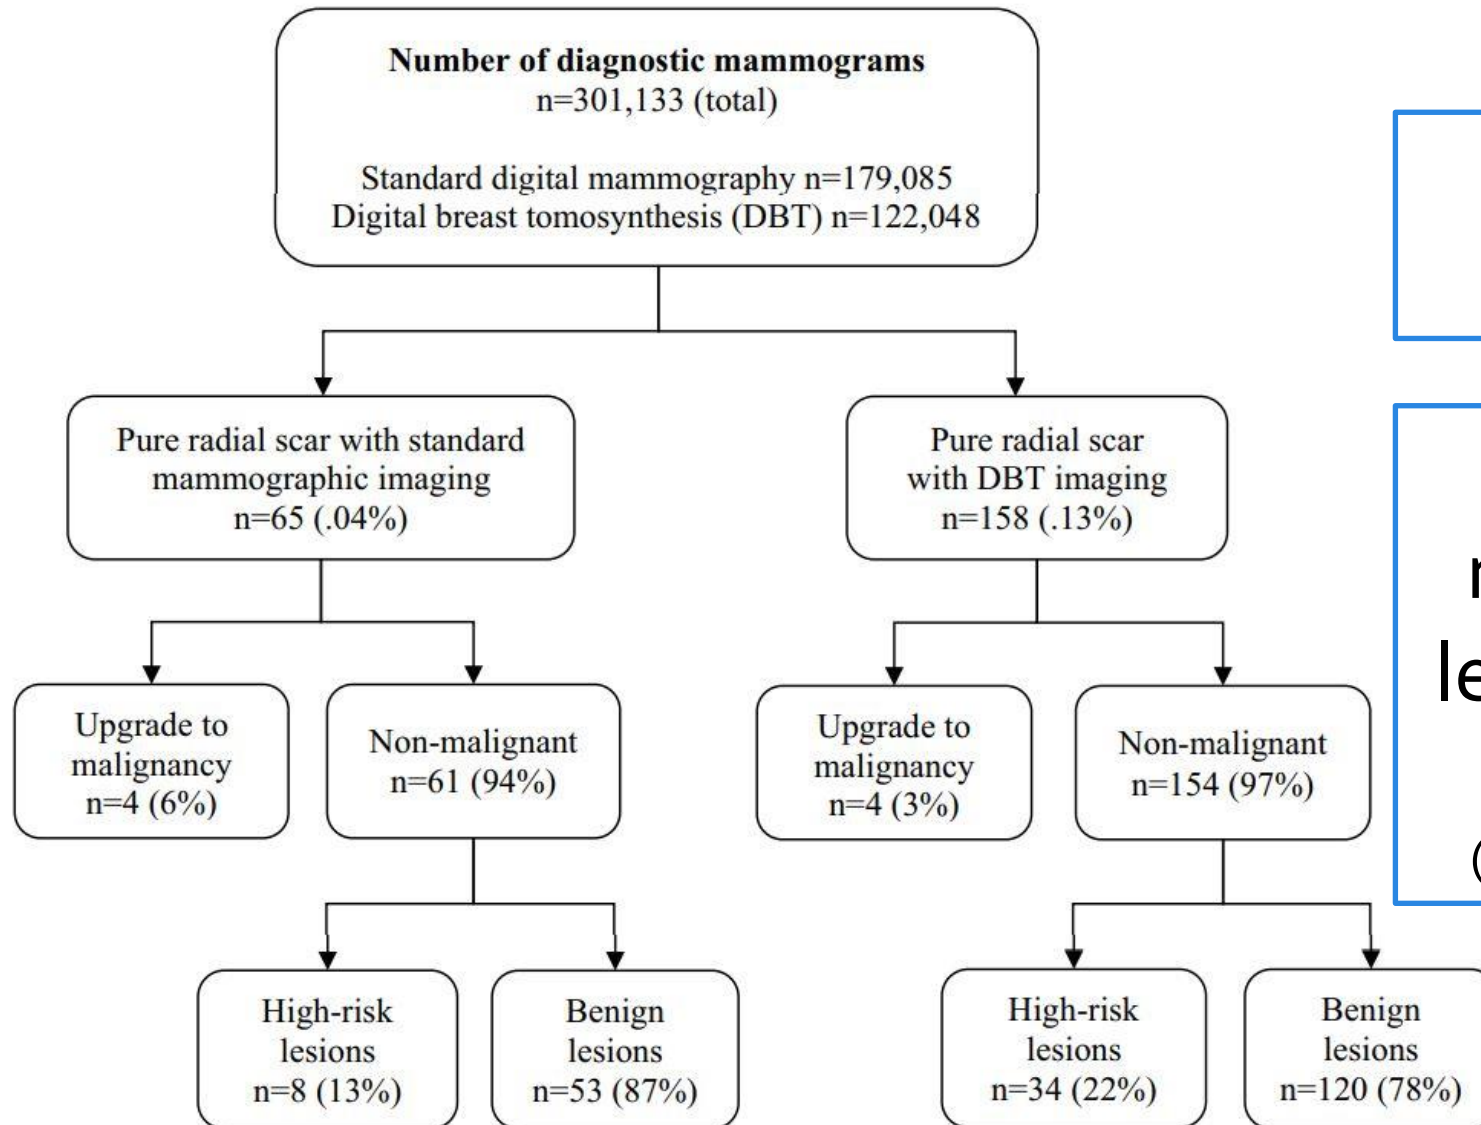 Number of diagnostic mammograms
n=301,133 (total)
Standard digital mammography n=179,085
Digital breast tomosynthesis (DBT) n=122,048
Pure radial scar with standard
mammographic imaging
n=65 (.04%)
Pure radial scar
with DBT imaging
n=158 (.13%)
Upgrade to
malignancy
n=4 (6%)
Non-malignant
n=61 (94%)
Upgrade to
malignancy
n=4 (3%)
Non-malignant
n=154 (97%)
High-risk
lesions
n=8 (13%)
Benign
lesions
n=53 (87%)
High-risk
lesions
n=34 (22%)
Benign
lesions
n=120 (78%)